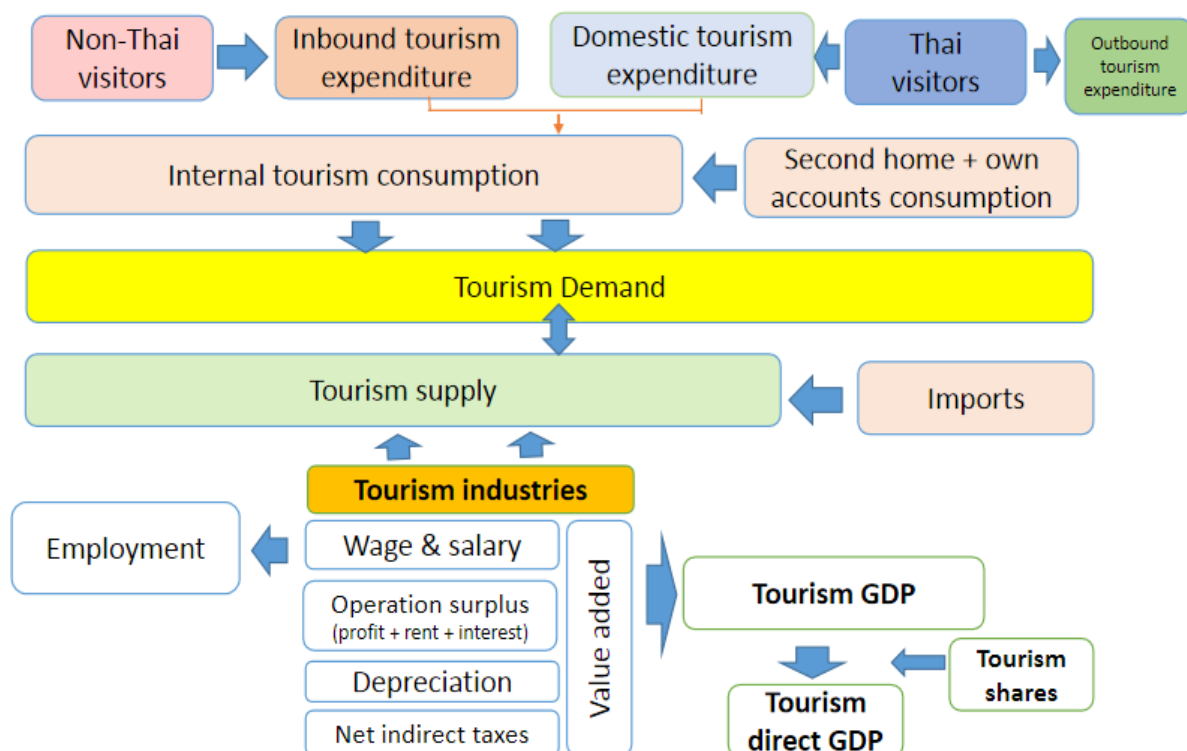 Non-Thai
visitors
Inbound tourism
expenditure
Domestic tourism
expenditure
Thai
visitors
Outbound
tourism
expenditure
Internal tourism consumption
Second home + own
accounts consumption
Tourism Demand
Tourism supply
Imports
Tourism industries
Employment
Wage & salary
Operation surplus
(profit + rent + interest)
Depreciation
Net indirect taxes
Value added
Tourism GDP
Tourism
shares
Tourism
direct GDP